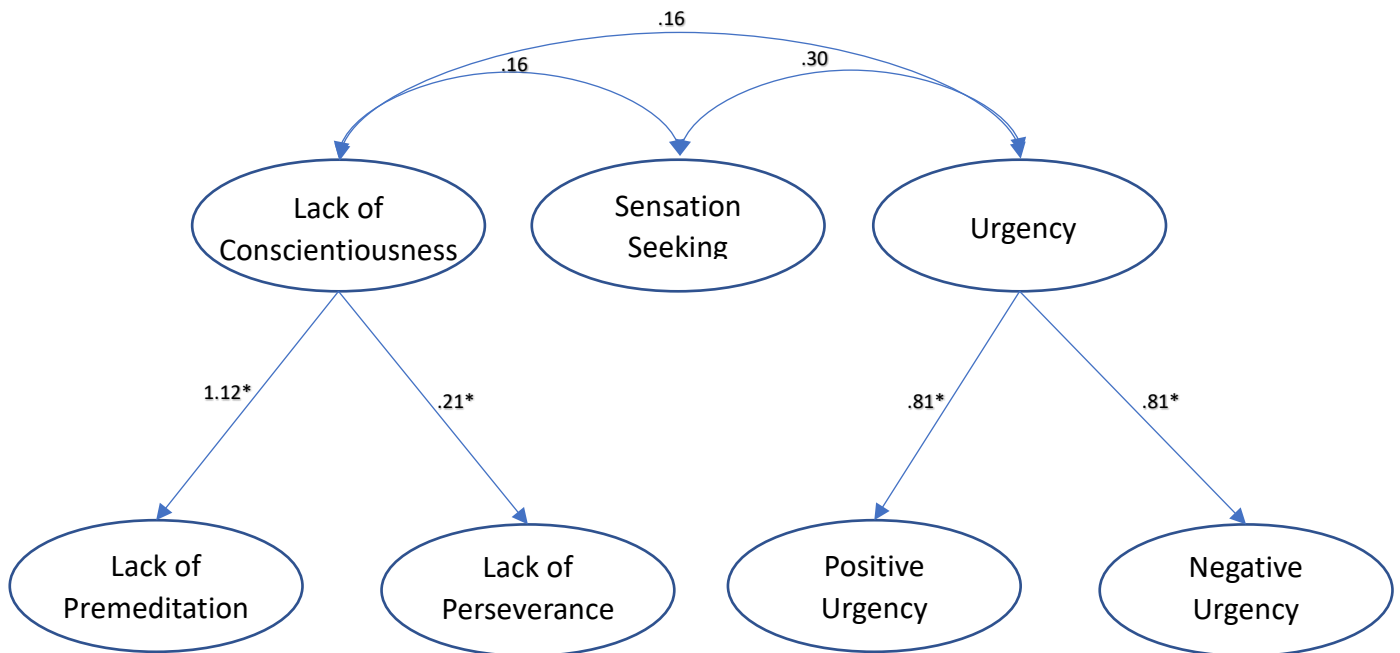 .16
.16
.30
Lack of
Conscientiousness
Sensation
Seeking
Urgency
1.12*
.21*
.81*
.81*
Lack of
Premeditation
Lack of
Perseverance
Positive
Urgency
Negative
Urgency